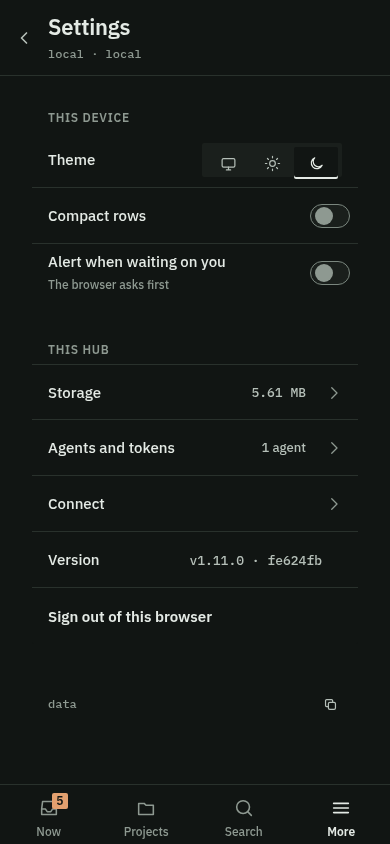 Settings
local · local
THIS DEVICE
Theme
Compact rows
Alert when waiting on you
The browser asks first
THIS HUB
Storage 5.61 MB
Agents and tokens 1 agent
Connect
Version v1.11.0 · fe624fb
Sign out of this browser
data
5
Now Projects Search More